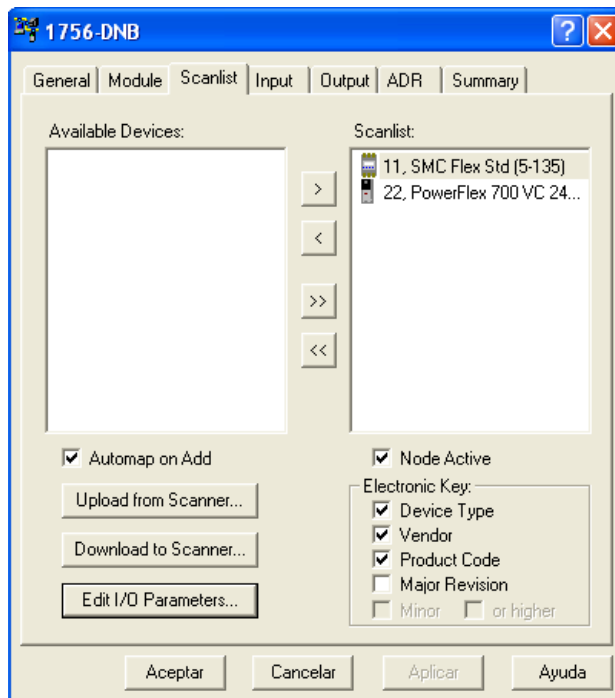 1756-DNB
General Module Scanlist Input Output ADR Summary
Available Devices:
Scanlist:
11, SMC Flex Std (5-135)
22, PowerFlex 700 VC 24...
>
<
>>
<<
Automap on Add
Node Active
Upload from Scanner...
Download to Scanner...
Edit I/O Parameters...
Electronic Key:
Device Type
Vendor
Product Code
Major Revision
Minor or higher
Aceptar Cancelar Aplicar Ayuda